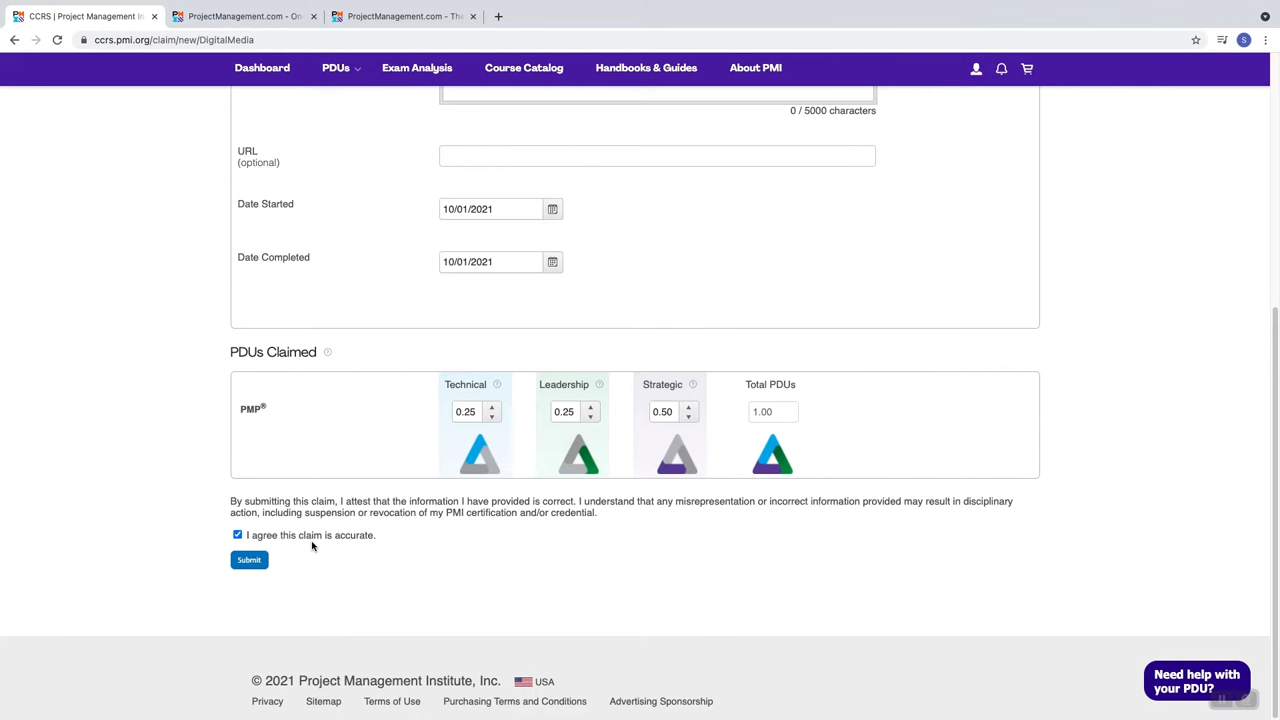 CCRS | Project Management In
ProjectManagement.com - On
ProjectManagement.com - The
ccrs.pmi.org/claim/new/DigitalMedia
S
Dashboard PDUs Exam Analysis Course Catalog Handbooks & Guides About PMI
0 / 5000 characters
URL
(optional)
Date Started
10/01/2021
Date Completed
10/01/2021
PDUs Claimed ?
Technical ? Leadership ? Strategic ? Total PDUs
PMP® 0.25 0.25 0.50 1.00
By submitting this claim, I attest that the information I have provided is correct. I understand that any misrepresentation or incorrect information provided may result in disciplinary
action, including suspension or revocation of my PMI certification and/or credential.
I agree this claim is accurate.
Submit
© 2021 Project Management Institute, Inc. USA
Privacy Sitemap Terms of Use Purchasing Terms and Conditions Advertising Sponsorship
Need help with
your PDU?